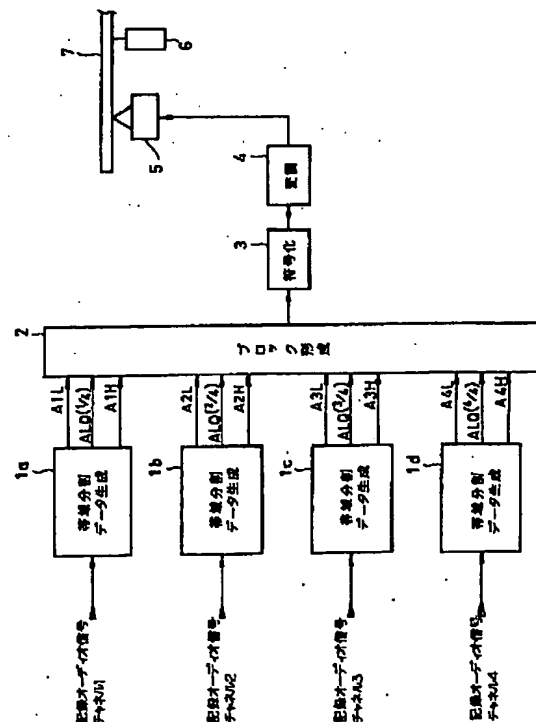 7
6
5
4
変調
3
符号化
2
ブロック形成
A1L
ALQ(1/4)
A1H
A2L
ALQ(2/4)
A2H
A3L
ALQ(3/4)
A3H
A4L
ALQ(4/4)
A4H
1a
帯域分割
データ生成
1b
帯域分割
データ生成
1c
帯域分割
データ生成
1d
帯域分割
データ生成
記録オーディオ信号
チャネル1
記録オーディオ信号
チャネル2
記録オーディオ信号
チャネル3
記録オーディオ信号
チャネル4